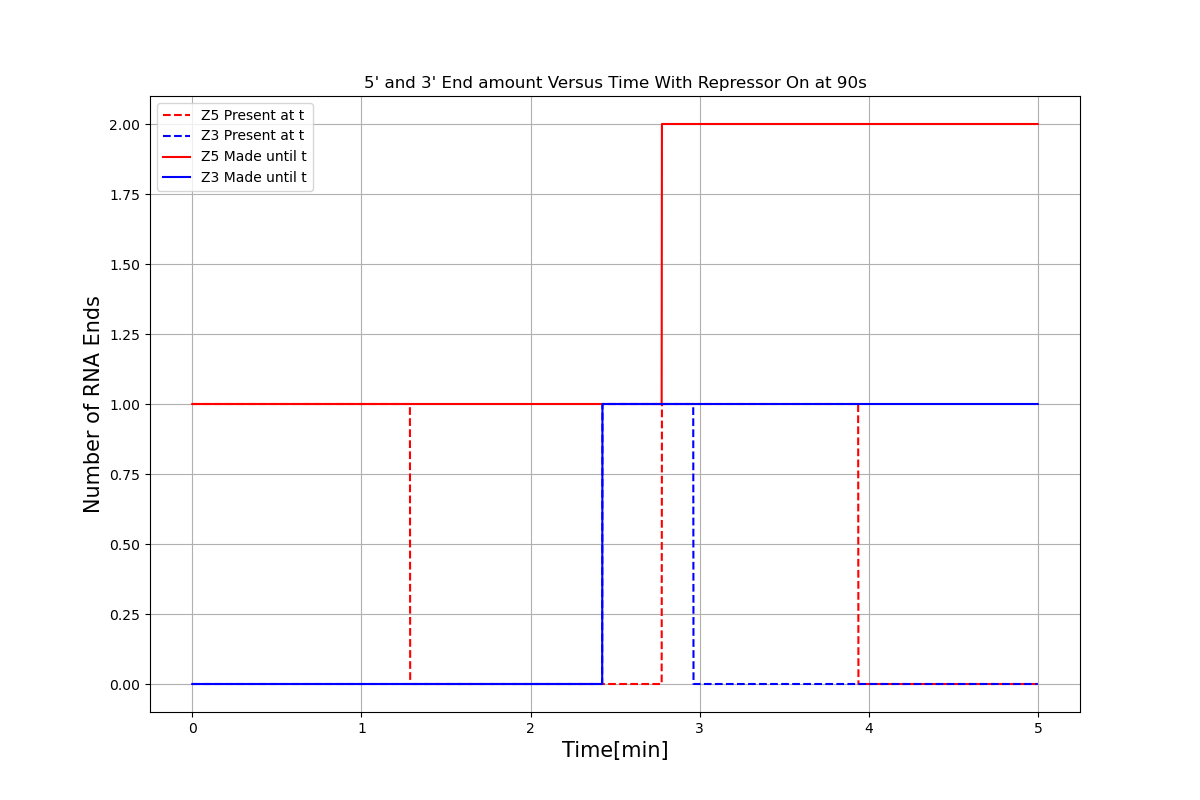 5' and 3' End amount Versus Time With Repressor On at 90s
Z5 Present at t
Z3 Present at t
Z5 Made until t
Z3 Made until t
2.00
1.75
1.50
1.25
1.00
0.75
0.50
0.25
0.00
Number of RNA Ends
0 1 2 3 4 5
Time[min]